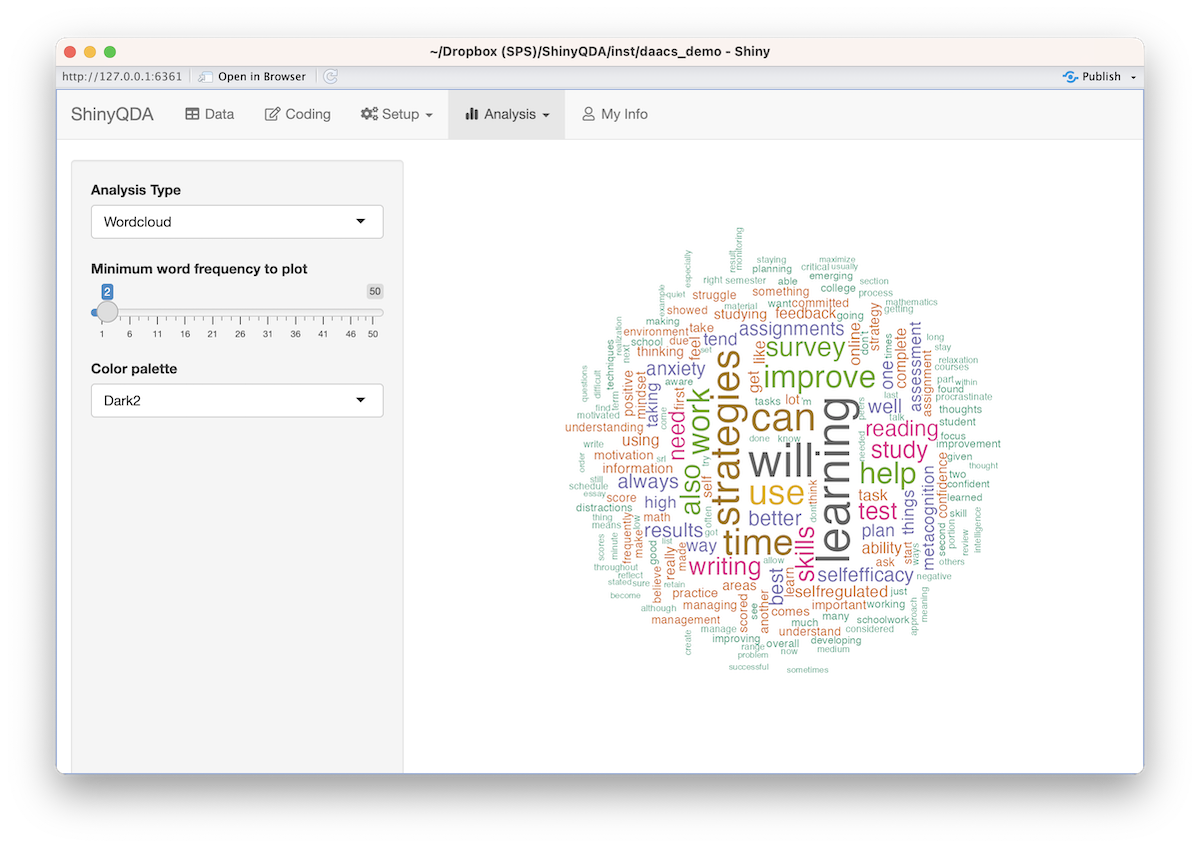 ~/Dropbox (SPS)/ShinyQDA/inst/daacs_demo - Shiny
http://127.0.0.1:6361 Open in Browser Publish
ShinyQDA Data Coding Setup Analysis My Info
Analysis Type
Wordcloud
Minimum word frequency to plot
2 50
1 6 11 16 21 26 31 36 41 46 50
Color palette
Dark2
monitoring
result
especially
staying
maximize
planning
critical
usually
emerging
right
semester
able
section
example
quiet
struggle
something
college
process
material
want
committed
mathematics
showed
studying
feedback
going
getting
making
environment
take
assignments
online
strategy
realization
school
due
feel
tend
survey
don't
times
complete
assessment
long
stay
techniques
next
thinking
set
like
relaxation
questions
difficult
positive
mindset
anxiety
get
improve
one
courses
term
taking
aware
strategies
tasks
lot
'm
last
part
within
find
first
can
learning
peers
well
assignment
found
procrastinate
motivated
come
work
talk
thoughts
understanding
need
done
know
reading
student
write
using
also
will
needed
study
focus
improvement
order
motivation
srl
try
help
confidence
given
thought
information
self
use
think
task
two
still
always
confident
schedule
essay
score
high
often
better
dont
test
things
metacognition
learned
distractions
thing
math
results
got
time
skills
plan
skill
means
low
way
ability
start
ways
second
portion
review
intelligence
scores
minute
frequently
make
good
list
really
made
writing
allow
ask
others
throughout
reflect
selfefficacy
negative
stated
sure
believe
retain
areas
best
learn
selfregulated
just
become
practice
another
although
managing
scored
see
comes
important
working
approach
meaning
management
many
schoolwork
create
manage
much
considered
improving
understand
range
overall
developing
problem
now
medium
successful
sometimes